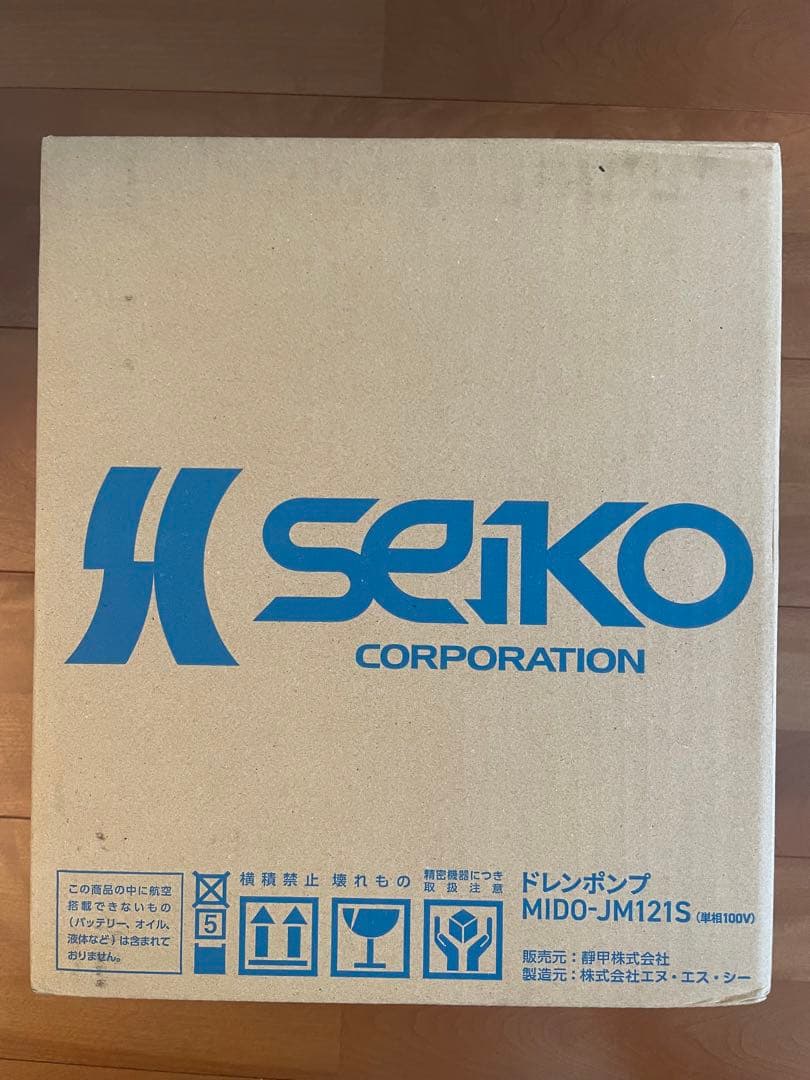 SEIKO
CORPORATION
この商品の中に航空
搭載できないもの
(バッテリー、オイル、
液体など)は含まれて
おりません。
5
横積禁止
壊れもの
精密機器につき
取扱注意
ドレンポンプ
MIDO-JM121S (単相100V)
販売元：靜甲株式会社
製造元：株式会社エヌ・エス・シー